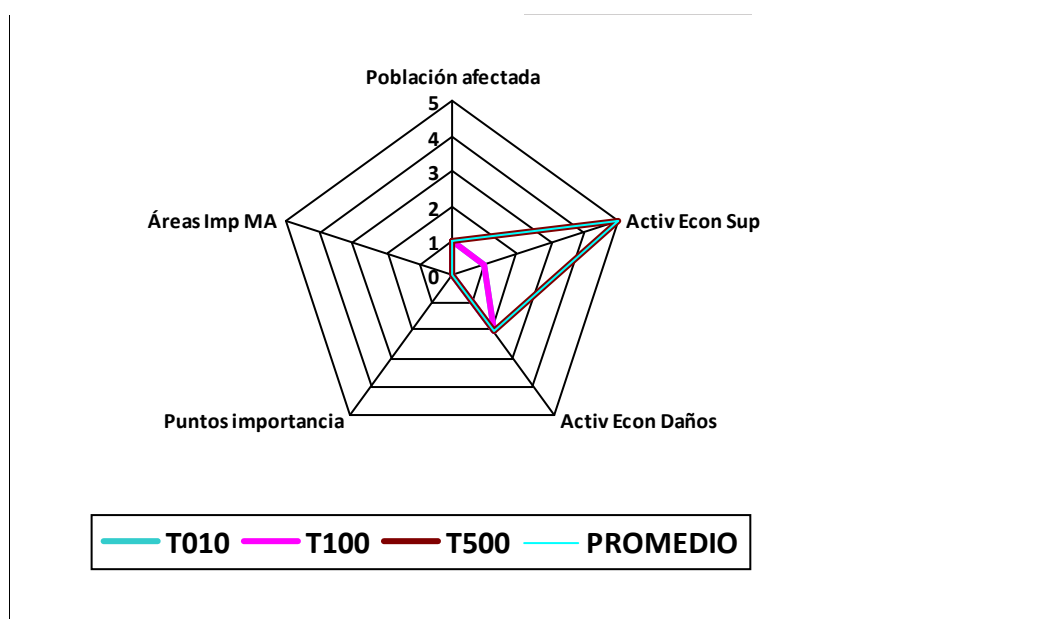 Población afectada
5
4
3
2
1
0
Áreas Imp MA
Activ Econ Sup
Puntos importancia
Activ Econ Daños
T010 T100 T500 PROMEDIO